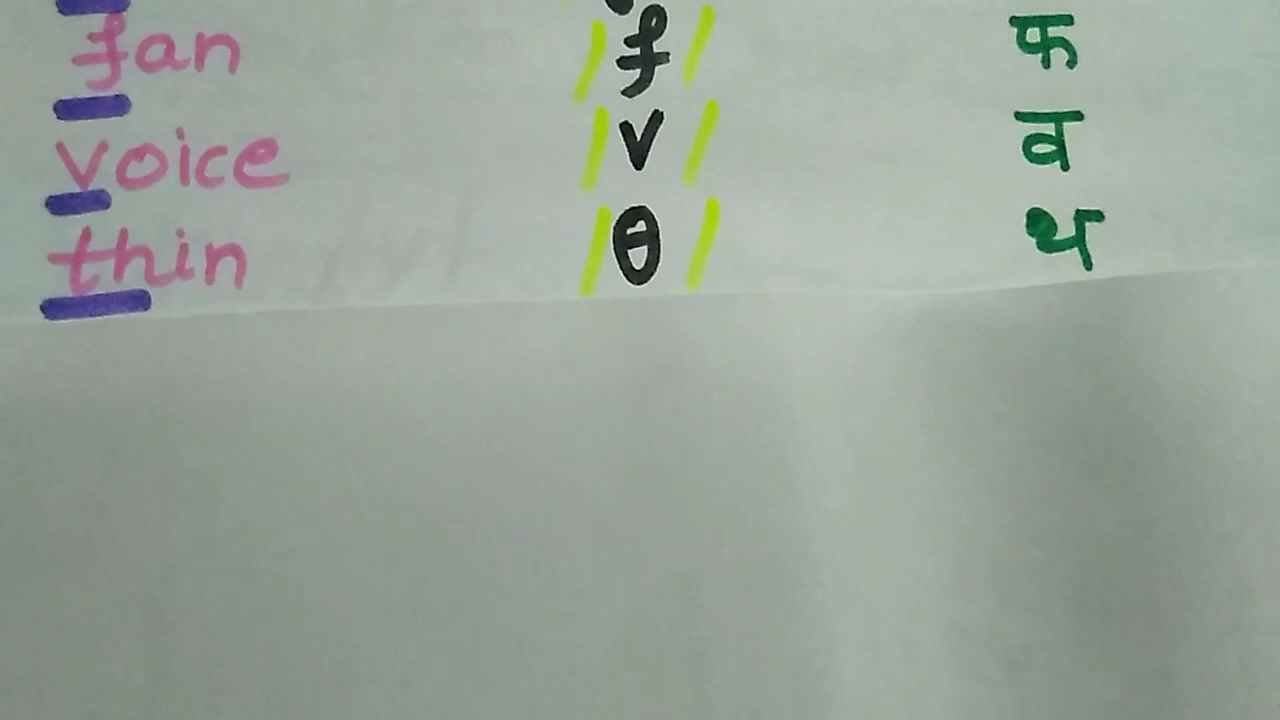 fan /f/ फ
voice /v/ व
thin /θ/ थ